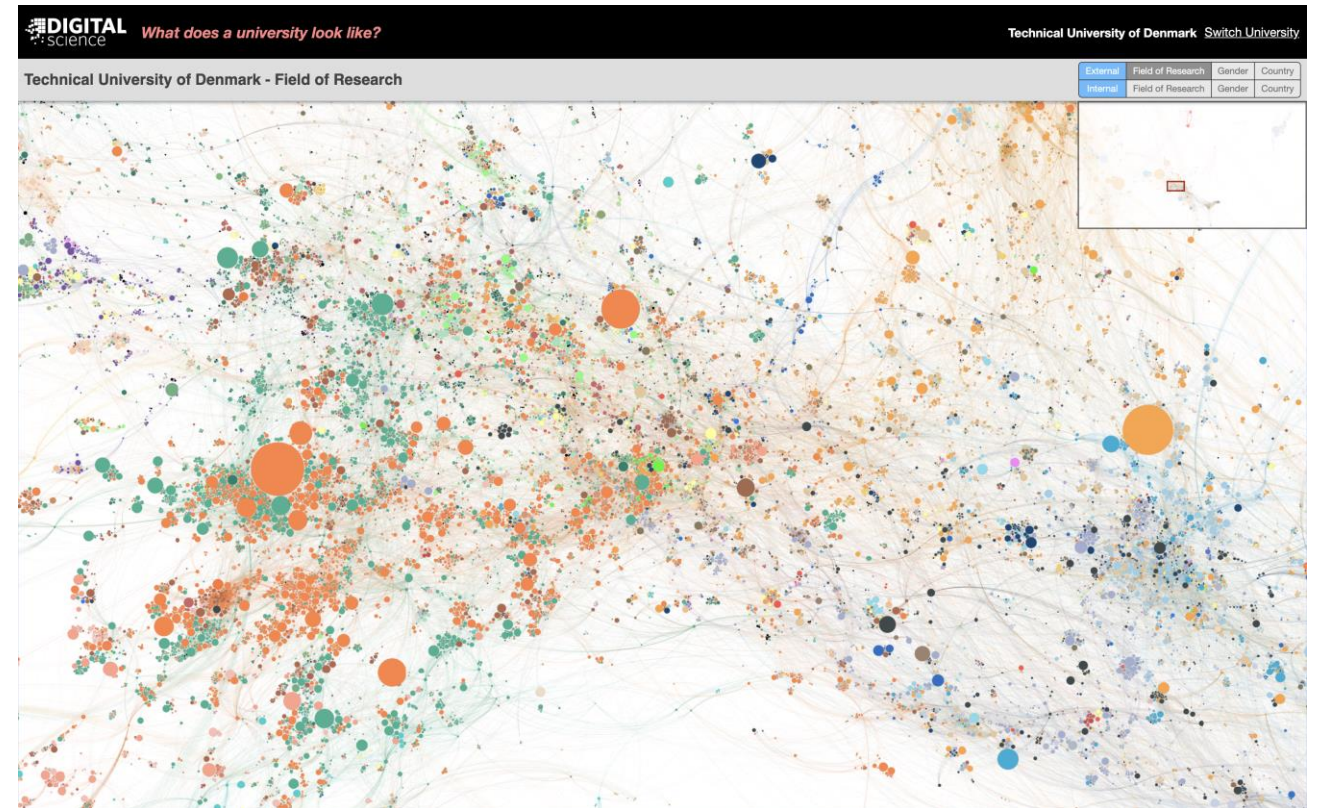 DIGITAL What does a university look like? Technical University of Denmark Switch University
SCIENCE
Technical University of Denmark - Field of Research
External Field of Research Gender Country
Internal Field of Research Gender Country